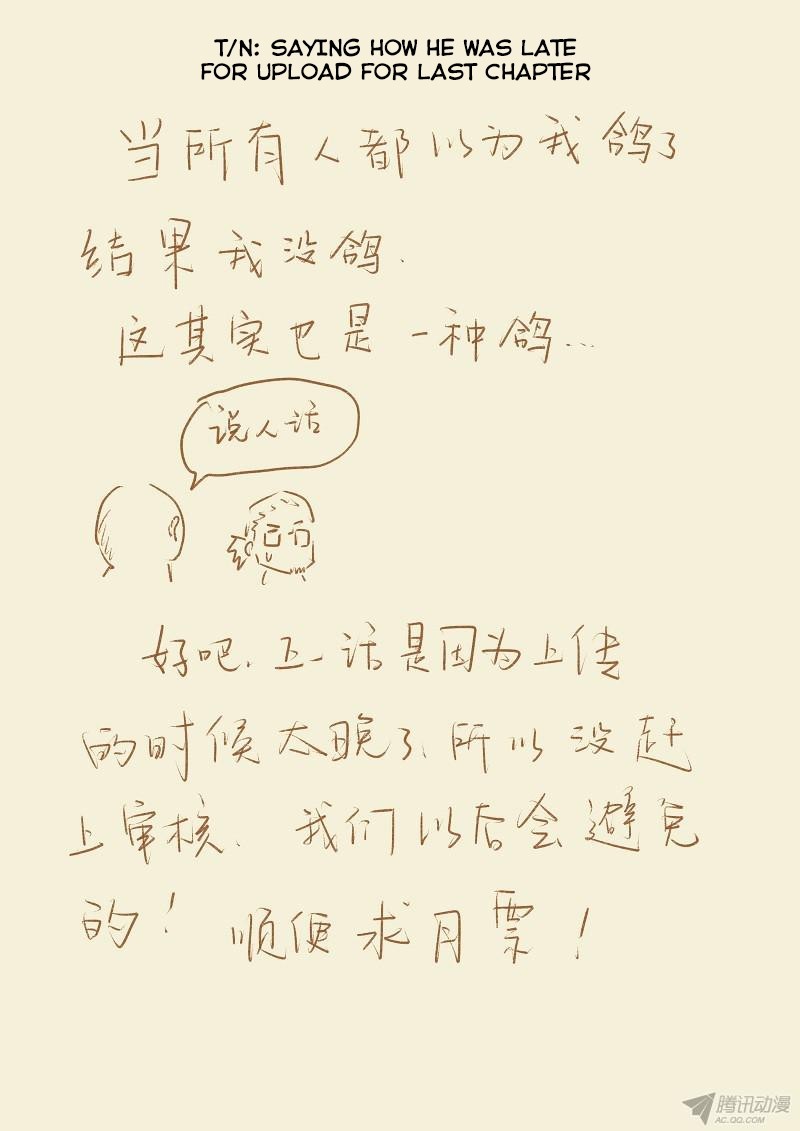 T/N: SAYING HOW HE WAS LATE
FOR UPLOAD FOR LAST CHAPTER
当所有人都以为我鸽了
结果我没鸽.
这其实也是一种鸽...
说人话
好吧、上一话是因为上传
的时候太晚了、所以没赶
上审核、我们以后会避免
的！顺便求月票！
腾讯动漫
AC.QQ.COM